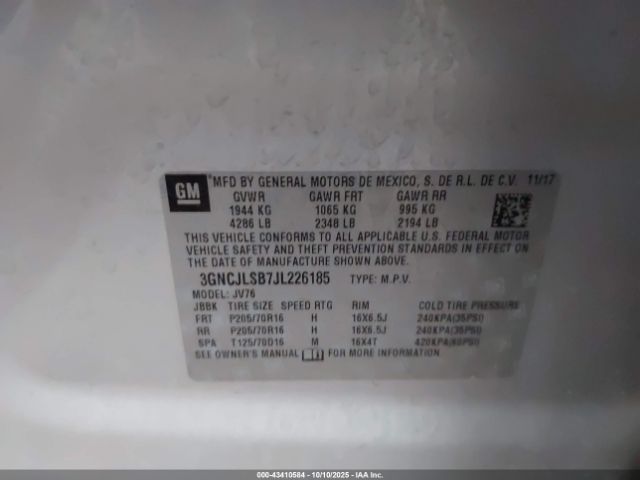 GM
MFD BY GENERAL MOTORS DE MEXICO, S. DE R.L. DE C.V. 11/17
GVWR GAWR FRT GAWR RR
1944 KG 1065 KG 995 KG
4286 LB 2348 LB 2194 LB
THIS VEHICLE CONFORMS TO ALL APPLICABLE U.S. FEDERAL MOTOR
VEHICLE SAFETY AND THEFT PREVENTION STANDARDS IN EFFECT ON
THE DATE OF MANUFACTURE SHOWN ABOVE.
3GNCJLSB7JL226185 TYPE: M.P.V.
MODEL: JV76
JBBK TIRE SIZE SPEED RTG RIM COLD TIRE PRESSURE
FRT P205/70R16 H 16X6.5J 240KPA(35PSI)
RR P205/70R16 H 16X6.5J 240KPA(35PSI)
SPA T125/70D16 M 16X4T 420KPA(60PSI)
SEE OWNER'S MANUAL FOR MORE INFORMATION
000-43410584 - 10/10/2025 - IAA Inc.